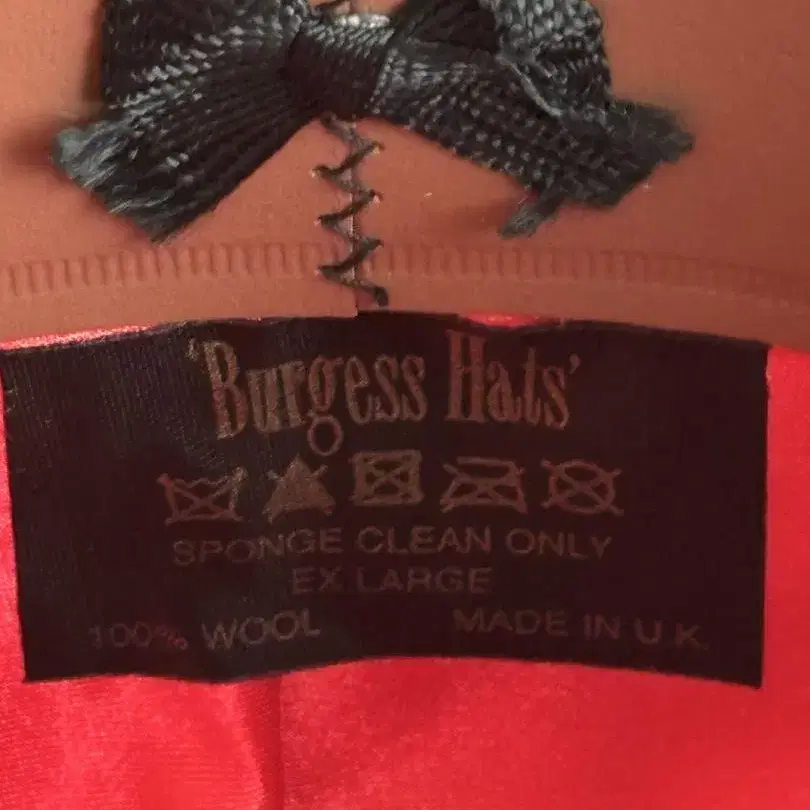 'Burgess Hats'
SPONGE CLEAN ONLY
EX LARGE
100% WOOL MADE IN U.K.